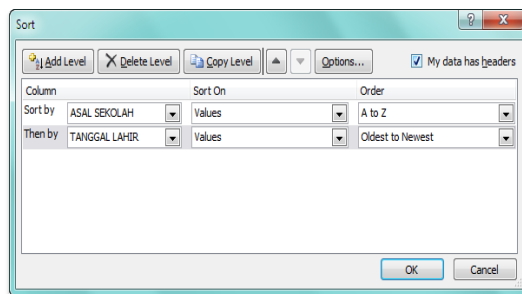 Sort
Add Level Delete Level Copy Level Options... My data has headers
Column Sort On Order
Sort by ASAL SEKOLAH Values A to Z
Then by TANGGAL LAHIR Values Oldest to Newest
OK Cancel